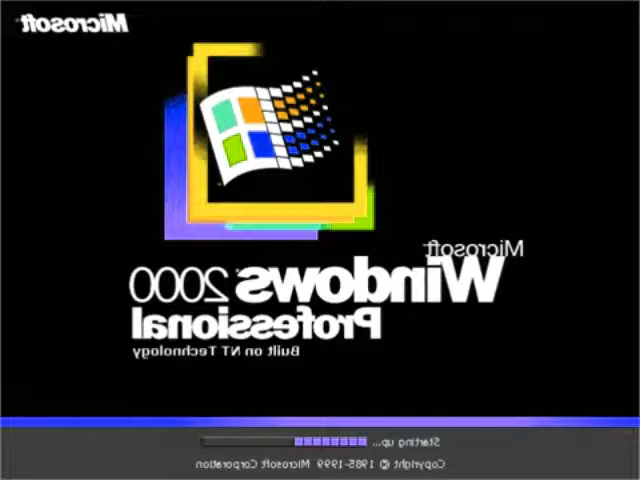 Microsoft
Microsoft
Windows 2000
Professional
Built on NT Technology
Starting up...
Copyright © 1985-1999 Microsoft Corporation